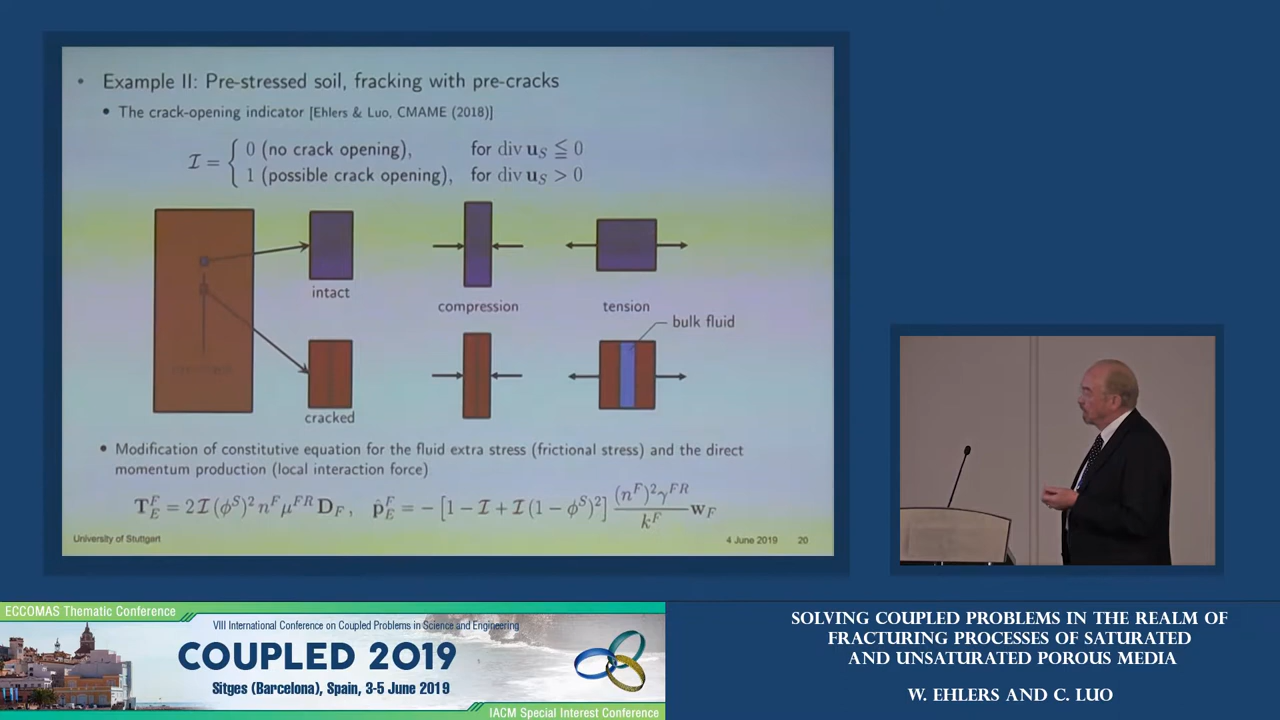 • Example II: Pre-stressed soil, fracking with pre-cracks
• The crack-opening indicator [Ehlers & Luo, CMAME (2018)]
I = { 0 (no crack opening), for div u_S ≦ 0
1 (possible crack opening), for div u_S > 0
intact
compression
tension
bulk fluid
cracked
• Modification of constitutive equation for the fluid extra stress (frictional stress) and the direct
momentum production (local interaction force)
T_E^F = 2 I (ϕ^S)^2 n^F μ^{FR} D_F , p̂_E^F = − [1 − I + I (1 − ϕ^S)^2] (n^F)^2 γ^{FR} / k^F w_F
University of Stuttgart
4 June 2019 20
ECCOMAS Thematic Conference
VIII International Conference on Coupled Problems in Science and Engineering
COUPLED 2019
Sitges (Barcelona), Spain, 3-5 June 2019
IACM Special Interest Conference
SOLVING COUPLED PROBLEMS IN THE REALM OF
FRACTURING PROCESSES OF SATURATED
AND UNSATURATED POROUS MEDIA
W. EHLERS AND C. LUO